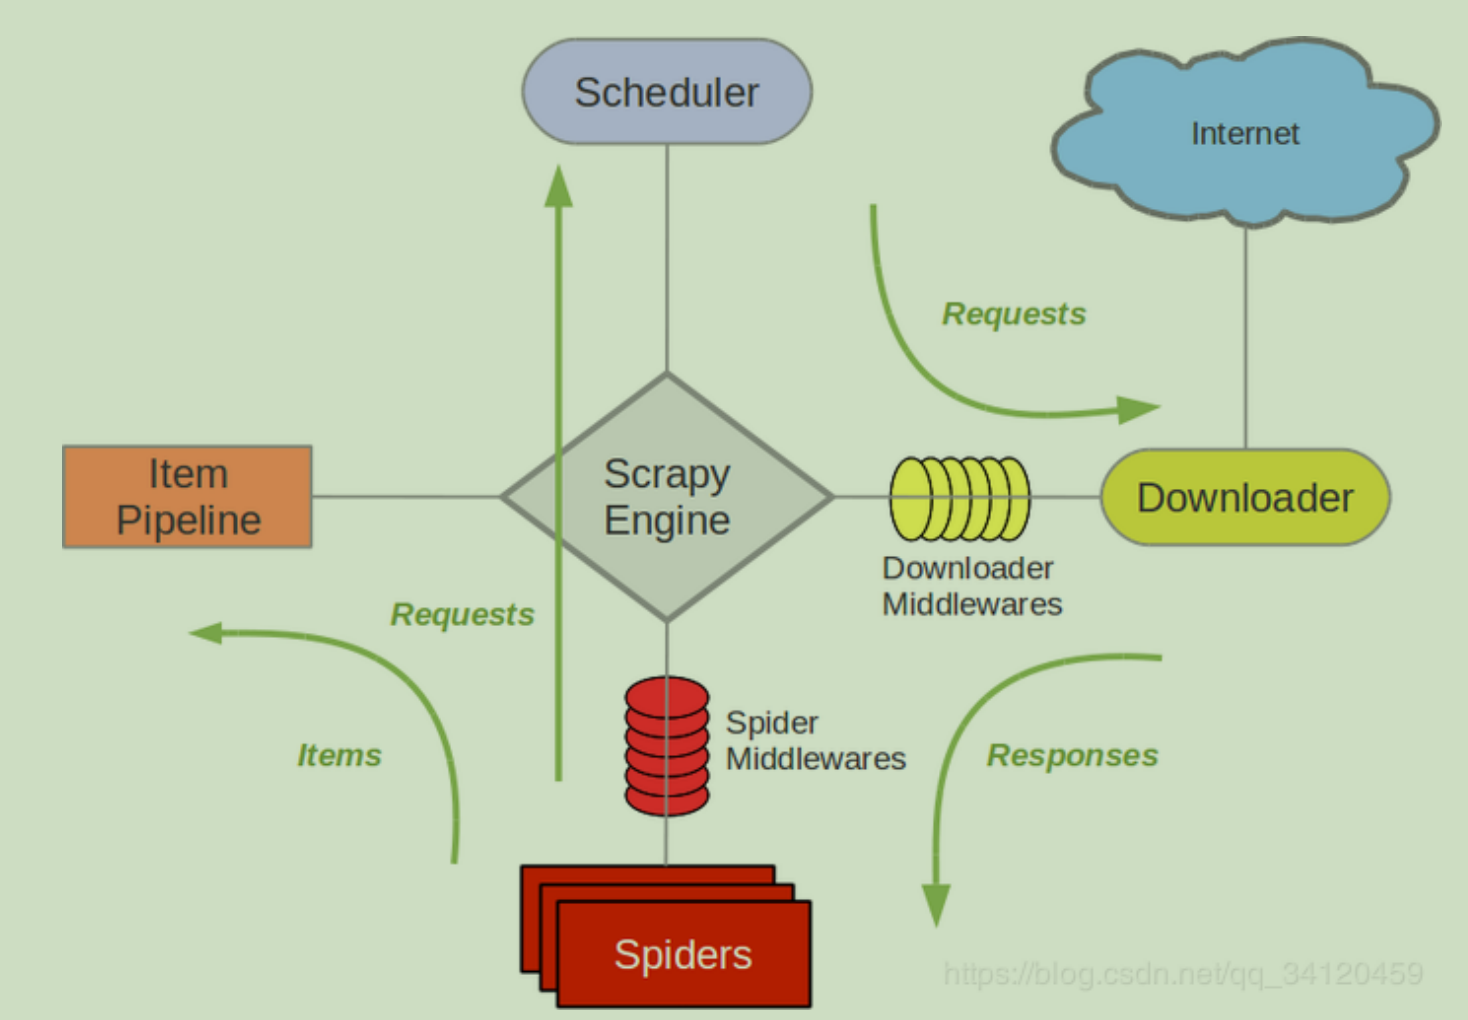 Scheduler
Internet
Requests
Item
Pipeline
Scrapy
Engine
Downloader
Downloader
Middlewares
Requests
Spider
Middlewares
Items
Responses
Spiders
https://blog.csdn.net/qq_34120459